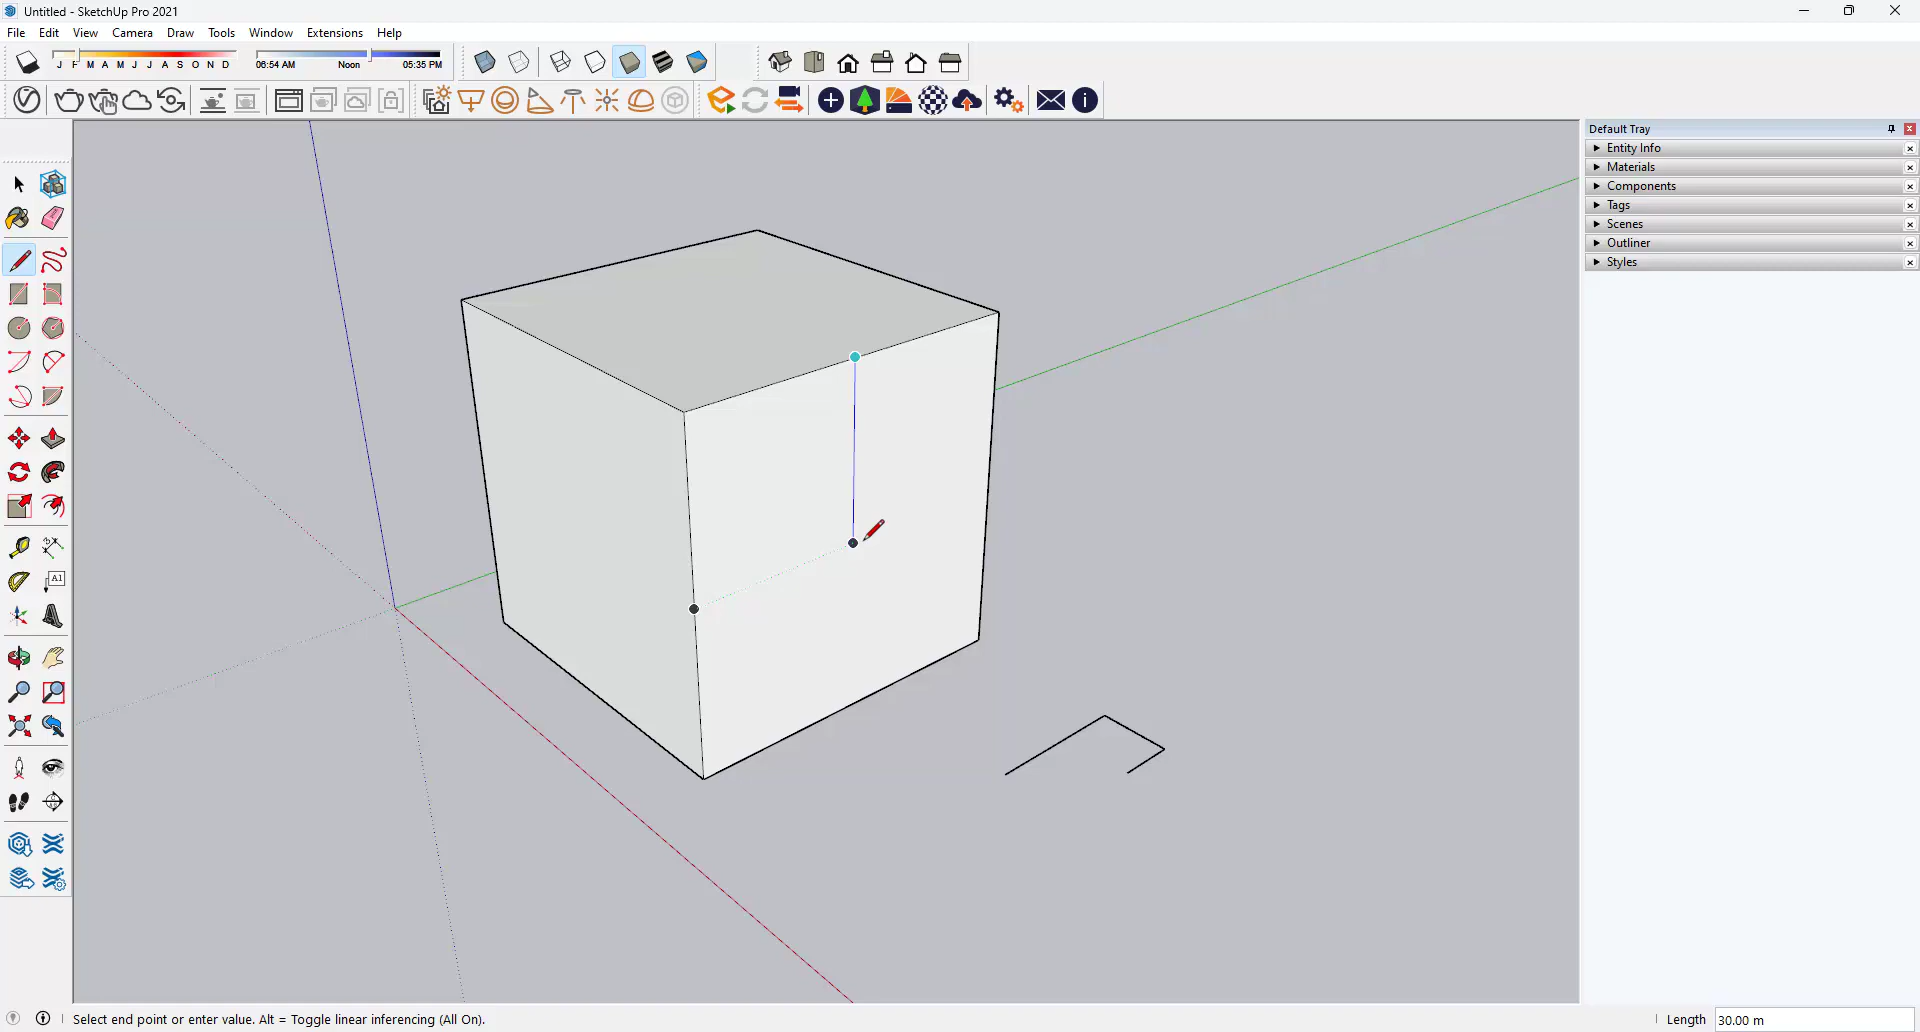 Untitled - SketchUp Pro 2021
File Edit View Camera Draw Tools Window Extensions Help
J F M A M J J A S O N D
06:54 AM Noon 05:35 PM
Default Tray
Entity Info
Materials
Components
Tags
Scenes
Outliner
Styles
A1
Select end point or enter value. Alt = Toggle linear inferencing (All On).
Length 30.00 m